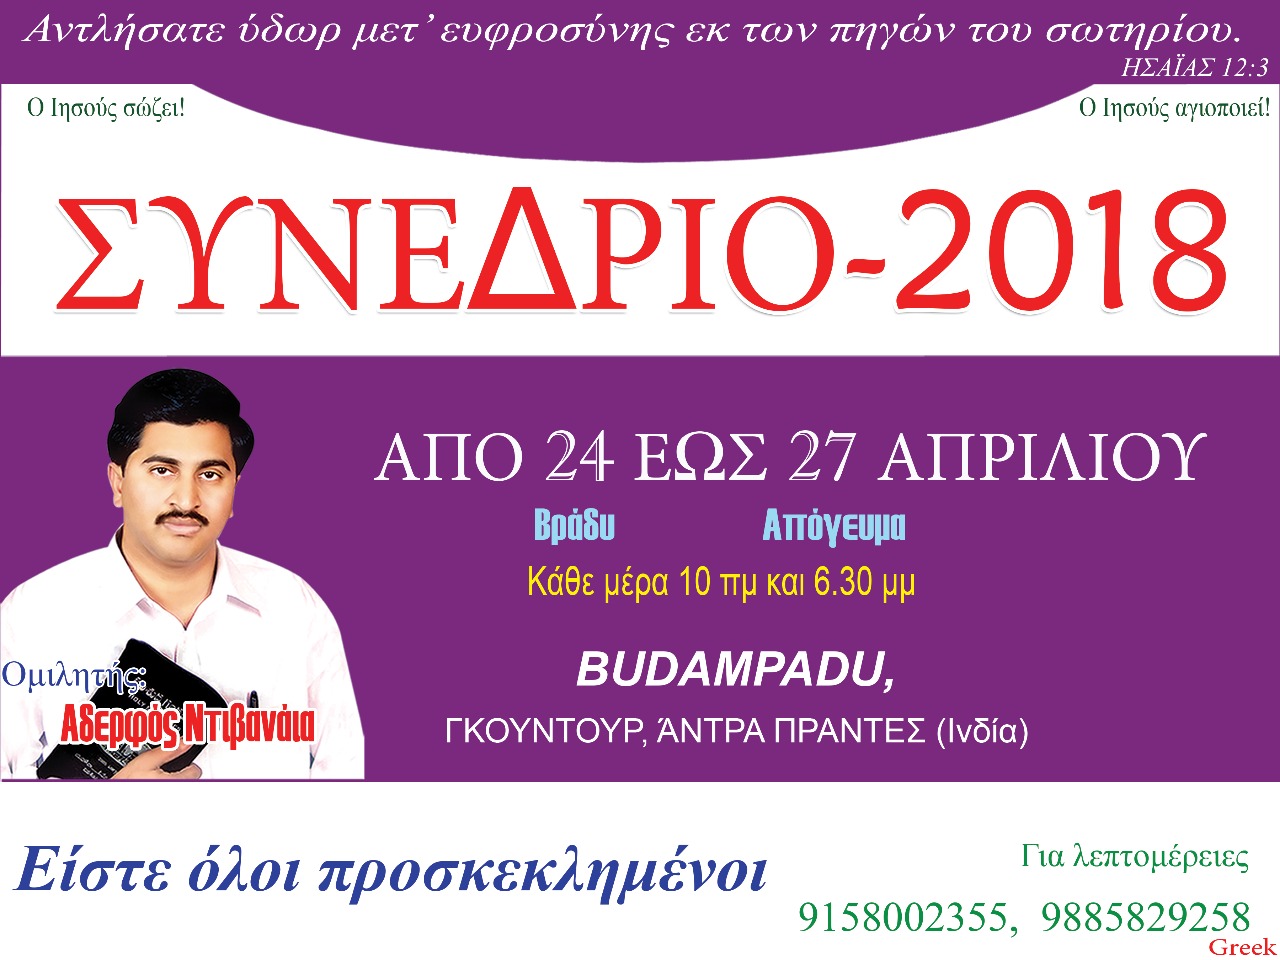 Αντλήσατε ύδωρ μετ’ ευφροσύνης εκ των πηγών του σωτηρίου.
ΗΣΑΪΑΣ 12:3
Ο Ιησούς σώζει!
Ο Ιησούς αγιοποιεί!
ΣΥΝΕΔΡΙΟ-2018
ΑΠΟ 24 ΕΩΣ 27 ΑΠΡΙΛΙΟΥ
Βράδυ Απόγευμα
Κάθε μέρα 10 πμ και 6.30 μμ
BUDAMPADU,
ΓΚΟΥΝΤΟΥΡ, ΆΝΤΡΑ ΠΡΑΝΤΕΣ (Ινδία)
Ομιλητής:
Αδερφός Ντιβανάια
Είστε όλοι προσκεκλημένοι
Για λεπτομέρειες
9158002355, 9885829258
Greek